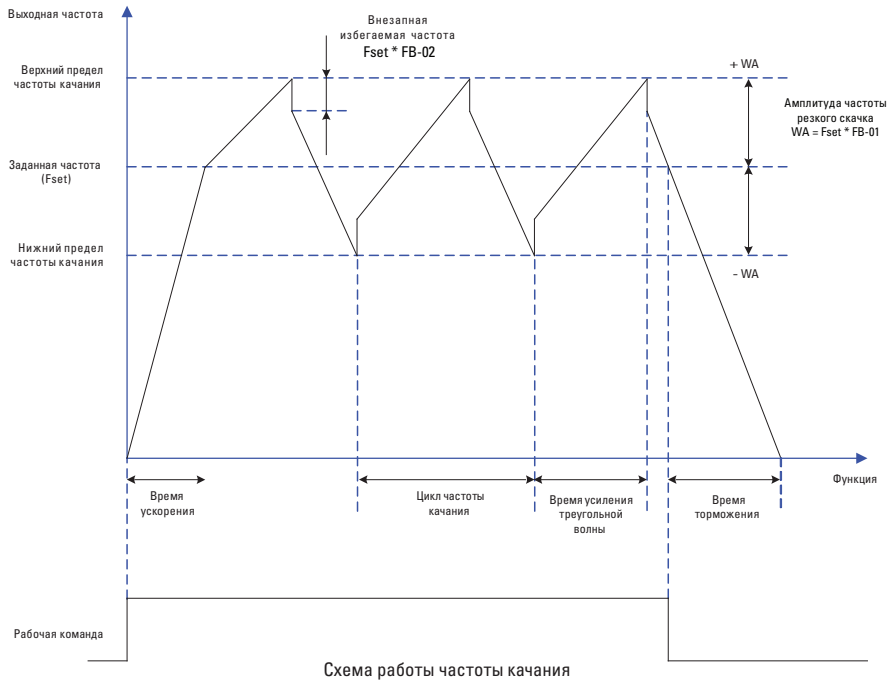 Выходная частота
Внезапная
избегаемая частота
Fset * FB-02
Верхний предел
частоты качания
+ WA
Амплитуда частоты
резкого скачка
WA = Fset * FB-01
Заданная частота
(Fset)
Нижний предел
частоты качания
- WA
Функция
Время
ускорения
Цикл частоты
качания
Время усиления
треугольной
волны
Время
торможения
Рабочая команда
Схема работы частоты качания